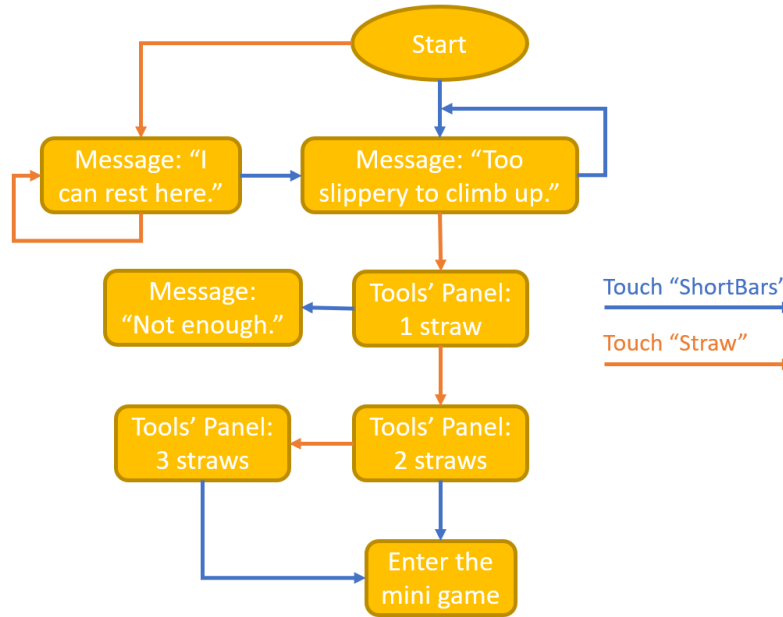 Start
Message: “I
can rest here.”
Message: “Too
slippery to climb up.”
Message:
“Not enough.”
Tools’ Panel:
1 straw
Touch “ShortBars”
Touch “Straw”
Tools’ Panel:
3 straws
Tools’ Panel:
2 straws
Enter the
mini game